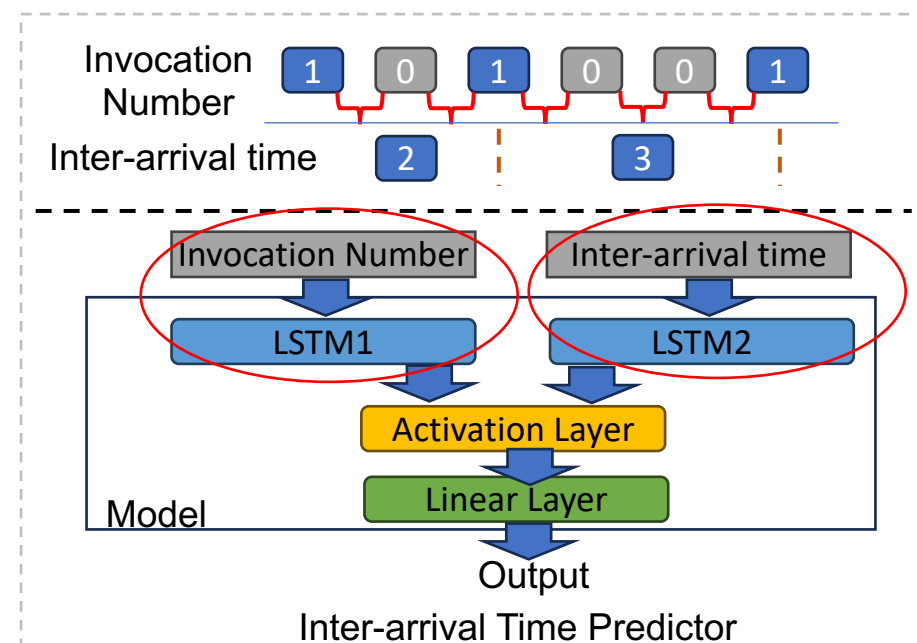 Invocation
Number
1 0 1 0 0 1
Inter-arrival time
2 3
Invocation Number Inter-arrival time
LSTM1 LSTM2
Activation Layer
Linear Layer
Model
Output
Inter-arrival Time Predictor